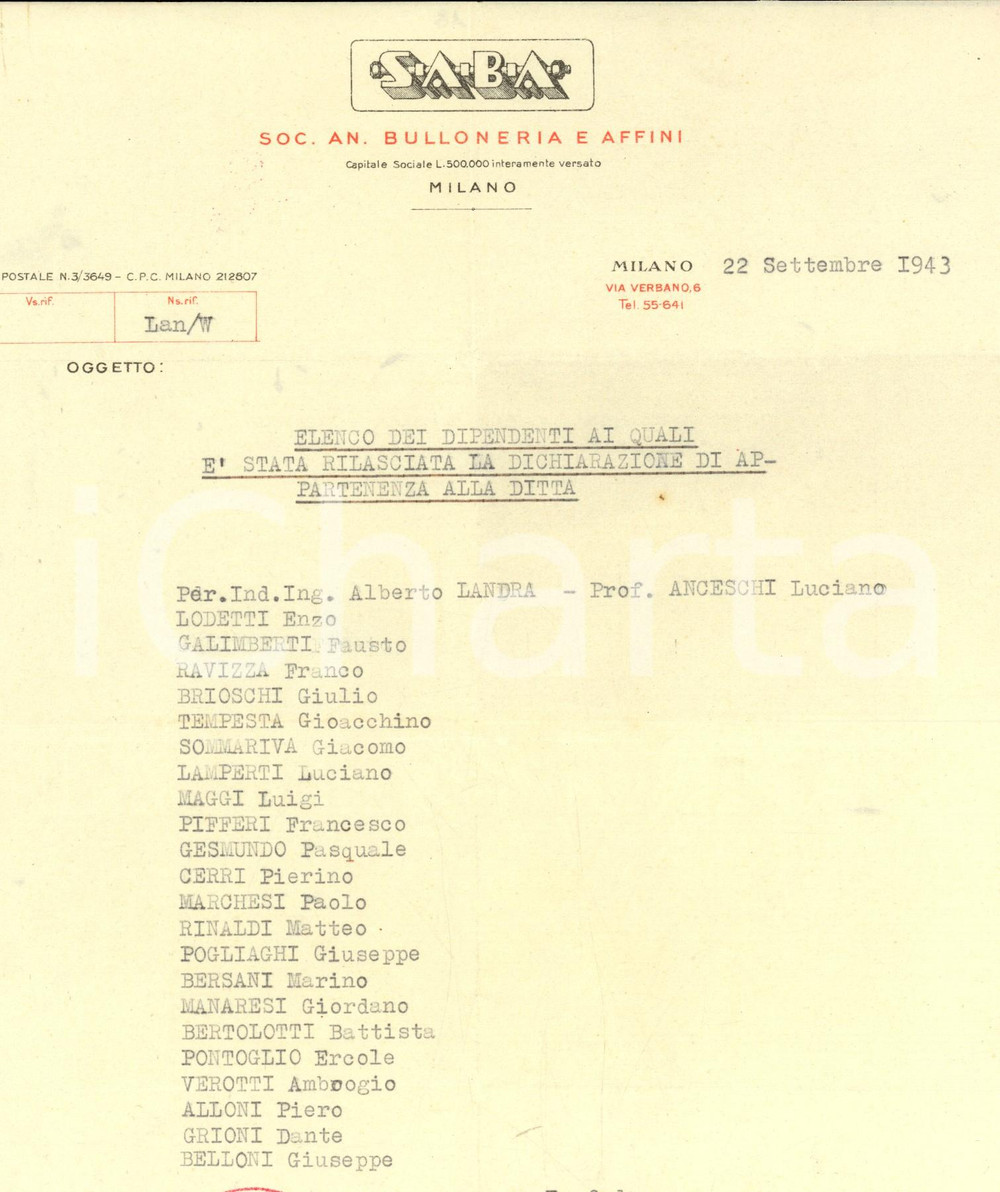 S.A.B.A.
SOC. AN. BULLONERIA E AFFINI
Capitale Sociale L. 500.000 interamente versato
MILANO
POSTALE N. 3/3649 - C.P.C. MILANO 212807
MILANO 22 Settembre 1943
VIA VERBANO, 6
Tel. 55-641
Vs. rif. Ns. rif.
Lan/W
OGGETTO:
ELENCO DEI DIPENDENTI AI QUALI
E' STATA RILASCIATA LA DICHIARAZIONE DI AP-
PARTENENZA ALLA DITTA
iCharta
Per.Ind.Ing. Alberto LANDRA - Prof. ANCESCHI Luciano
LODETTI Enzo
GALIMBERTI Fausto
RAVIZZA Franco
BRIOSCHI Giulio
TEMPESTA Gioacchino
SOMMARIVA Giacomo
LAMPERTI Luciano
MAGGI Luigi
PIFFERI Francesco
GESMUNDO Pasquale
CERRI Pierino
MARCHESI Paolo
RINALDI Matteo
POGLIAGHI Giuseppe
BERSANI Marino
MANARESI Giordano
BERTOLOTTI Battista
PONTOGLIO Ercole
VEROTTI Ambrogio
ALLONI Piero
GRIONI Dante
BELLONI Giuseppe